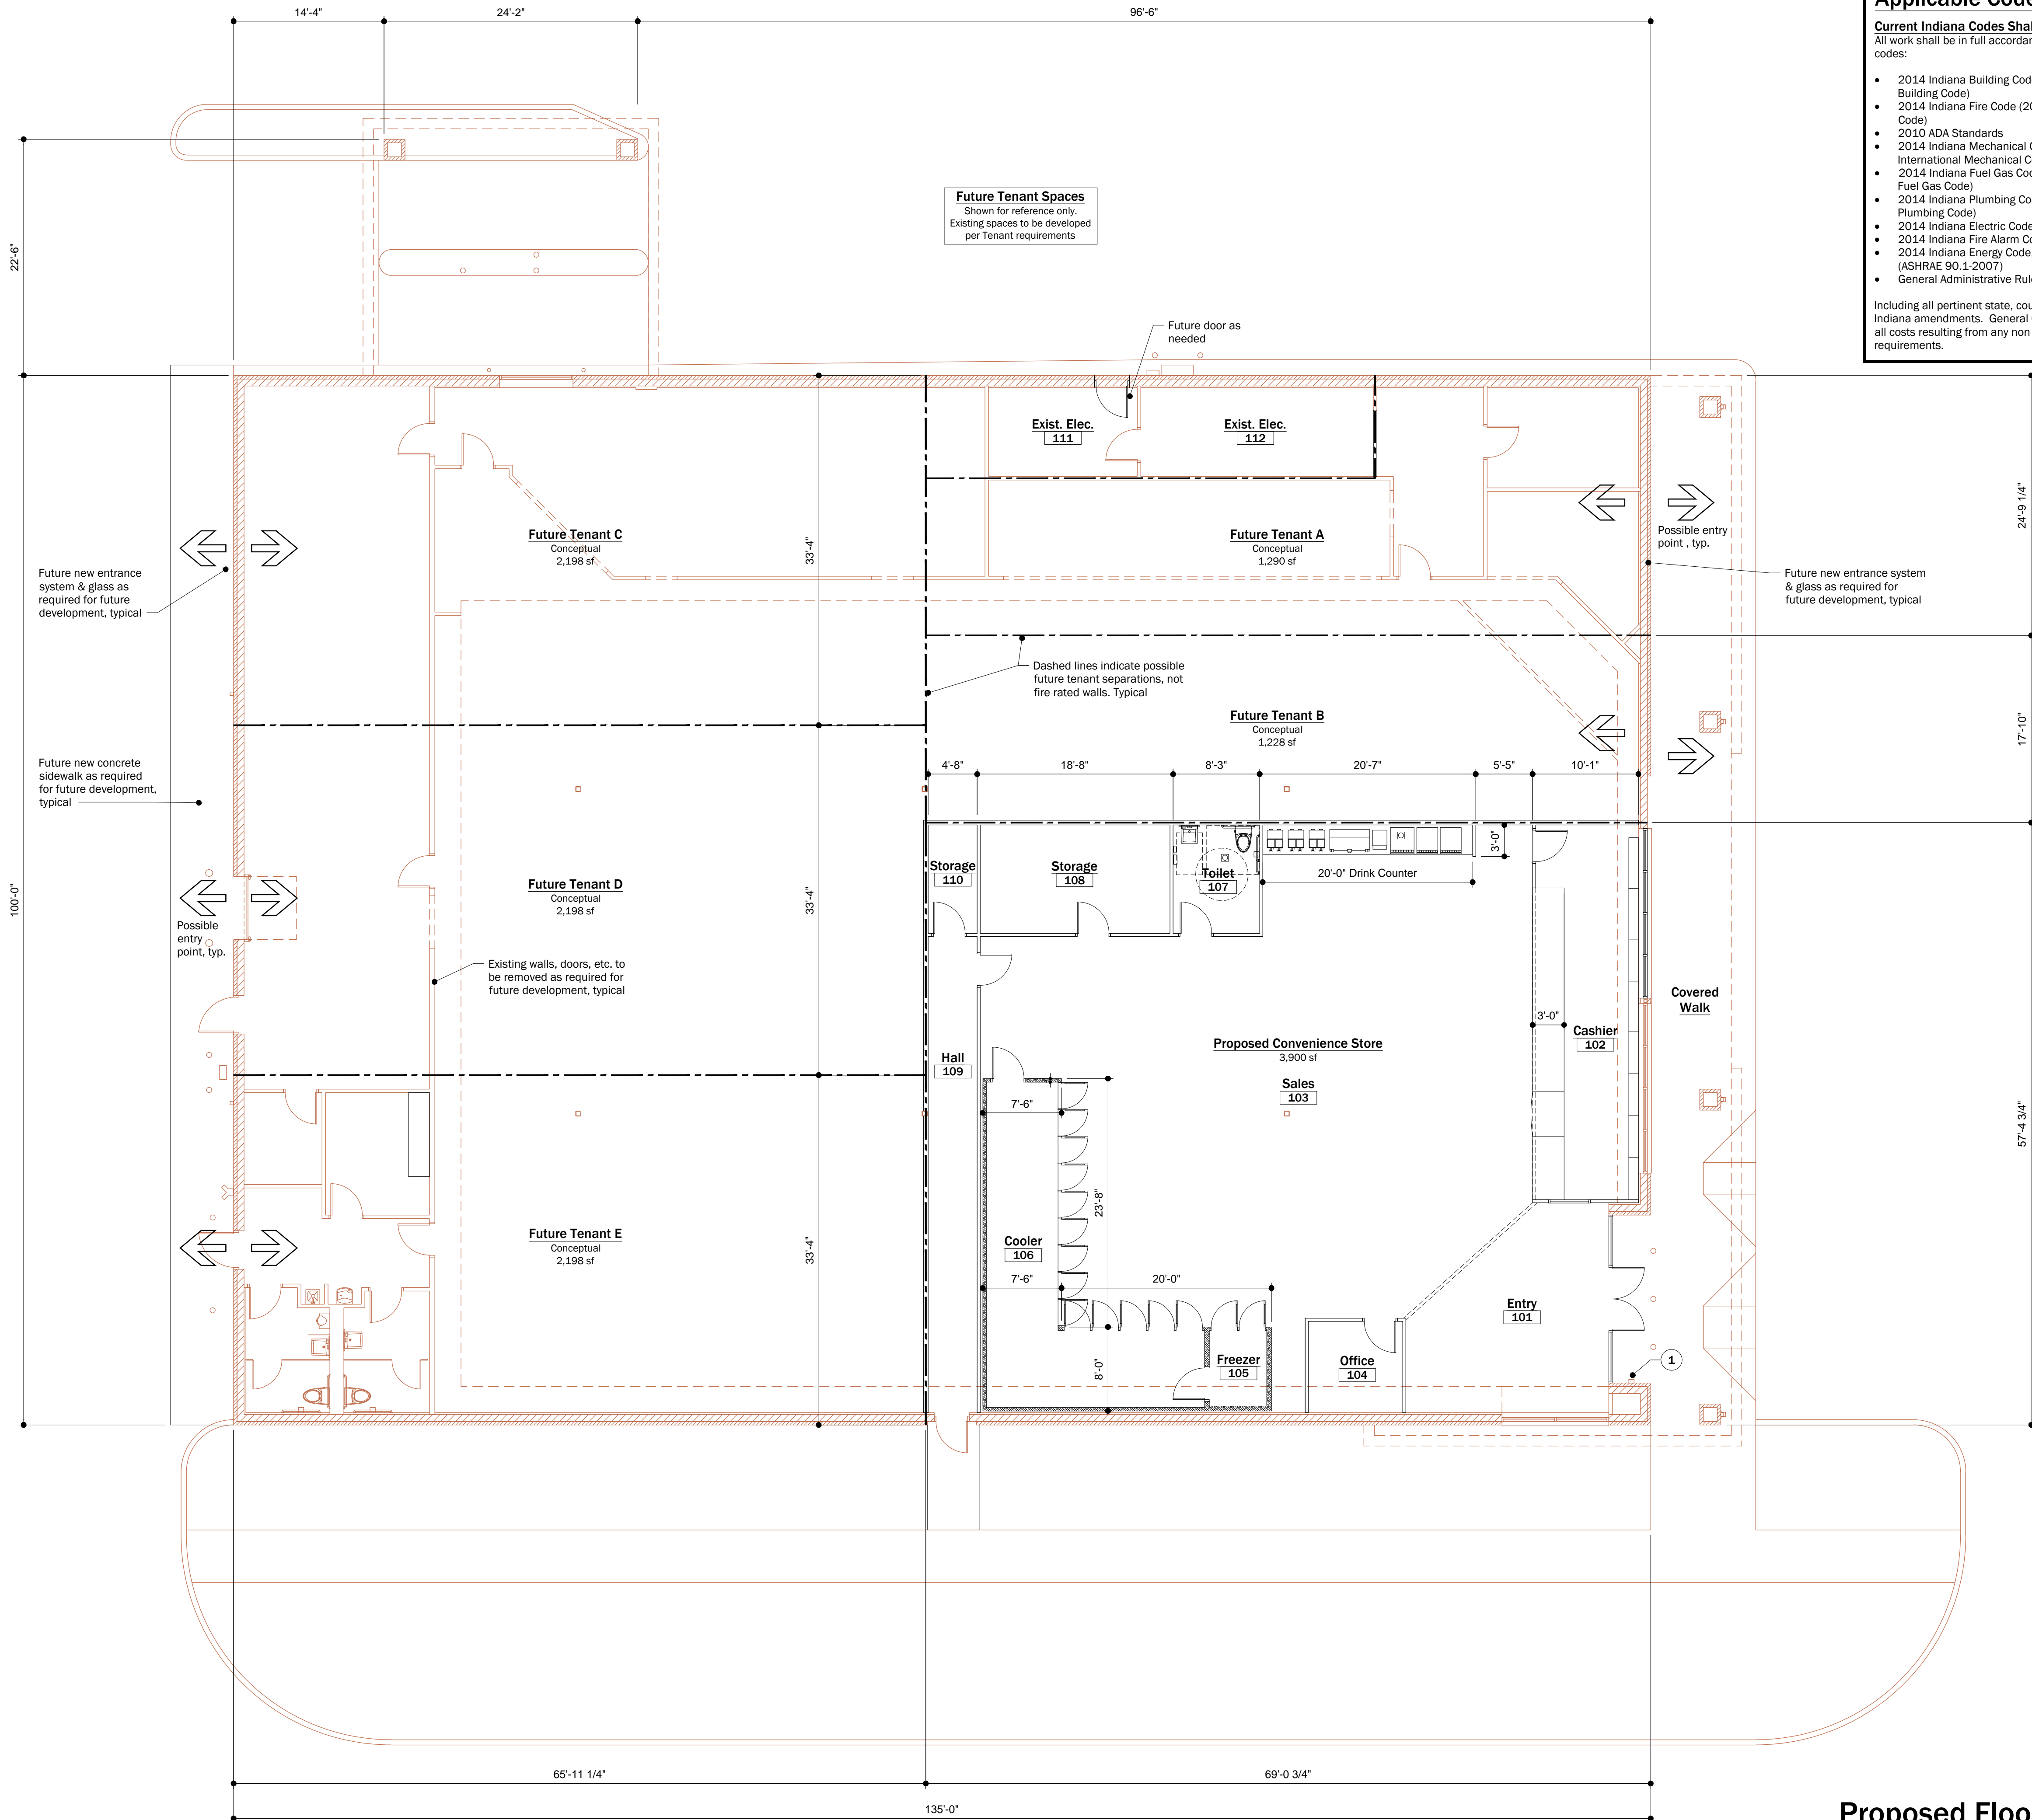 14'-4"
24'-2"
96'-6"
Current Indiana Codes
All work shall be in full
codes:
• 2014 Indiana Building
Building Code)
• 2014 Indiana Fire Code
Code)
• 2010 ADA Standards
• 2014 Indiana Mechanical
International Mechanical
• 2014 Indiana Fuel Gas
Fuel Gas Code)
• 2014 Indiana Plumbing
Plumbing Code)
• 2014 Indiana Electric Code
• 2014 Indiana Fire Alarm
• 2014 Indiana Energy Code,
(ASHRAE 90.1-2007)
• General Administrative
Including all pertinent state,
Indiana amendments. General
all costs resulting from any non
requirements.
22'-6"
Future Tenant Spaces
Shown for reference only.
Existing spaces to be developed
per Tenant requirements
Future door as
needed
Exist. Elec.
111
Exist. Elec.
112
24'-9 1/4"
Future Tenant C
Conceptual
2,198 sf
33'-4"
Future Tenant A
Conceptual
1,290 sf
Possible entry
point , typ.
Future new entrance
system & glass as
required for future
development, typical
Future new entrance system
& glass as required for
future development, typical
Dashed lines indicate possible
future tenant separations, not
fire rated walls. Typical
Future Tenant B
Conceptual
1,228 sf
17'-10"
Future new concrete
sidewalk as required
for future development,
typical
4'-8"
18'-8"
8'-3"
20'-7"
5'-5"
10'-1"
3'-0"
Storage
110
Storage
108
Toilet
107
20'-0" Drink Counter
100'-0"
Future Tenant D
Conceptual
2,198 sf
33'-4"
Possible
entry
point, typ.
Existing walls, doors, etc. to
be removed as required for
future development, typical
Covered
Walk
3'-0"
Cashier
102
Hall
109
Proposed Convenience Store
3,900 sf
Sales
103
7'-6"
57'-4 3/4"
23'-8"
Future Tenant E
Conceptual
2,198 sf
33'-4"
Cooler
106
7'-6"
20'-0"
Entry
101
8'-0"
Freezer
105
Office
104
1
65'-11 1/4"
69'-0 3/4"
135'-0"
Proposed